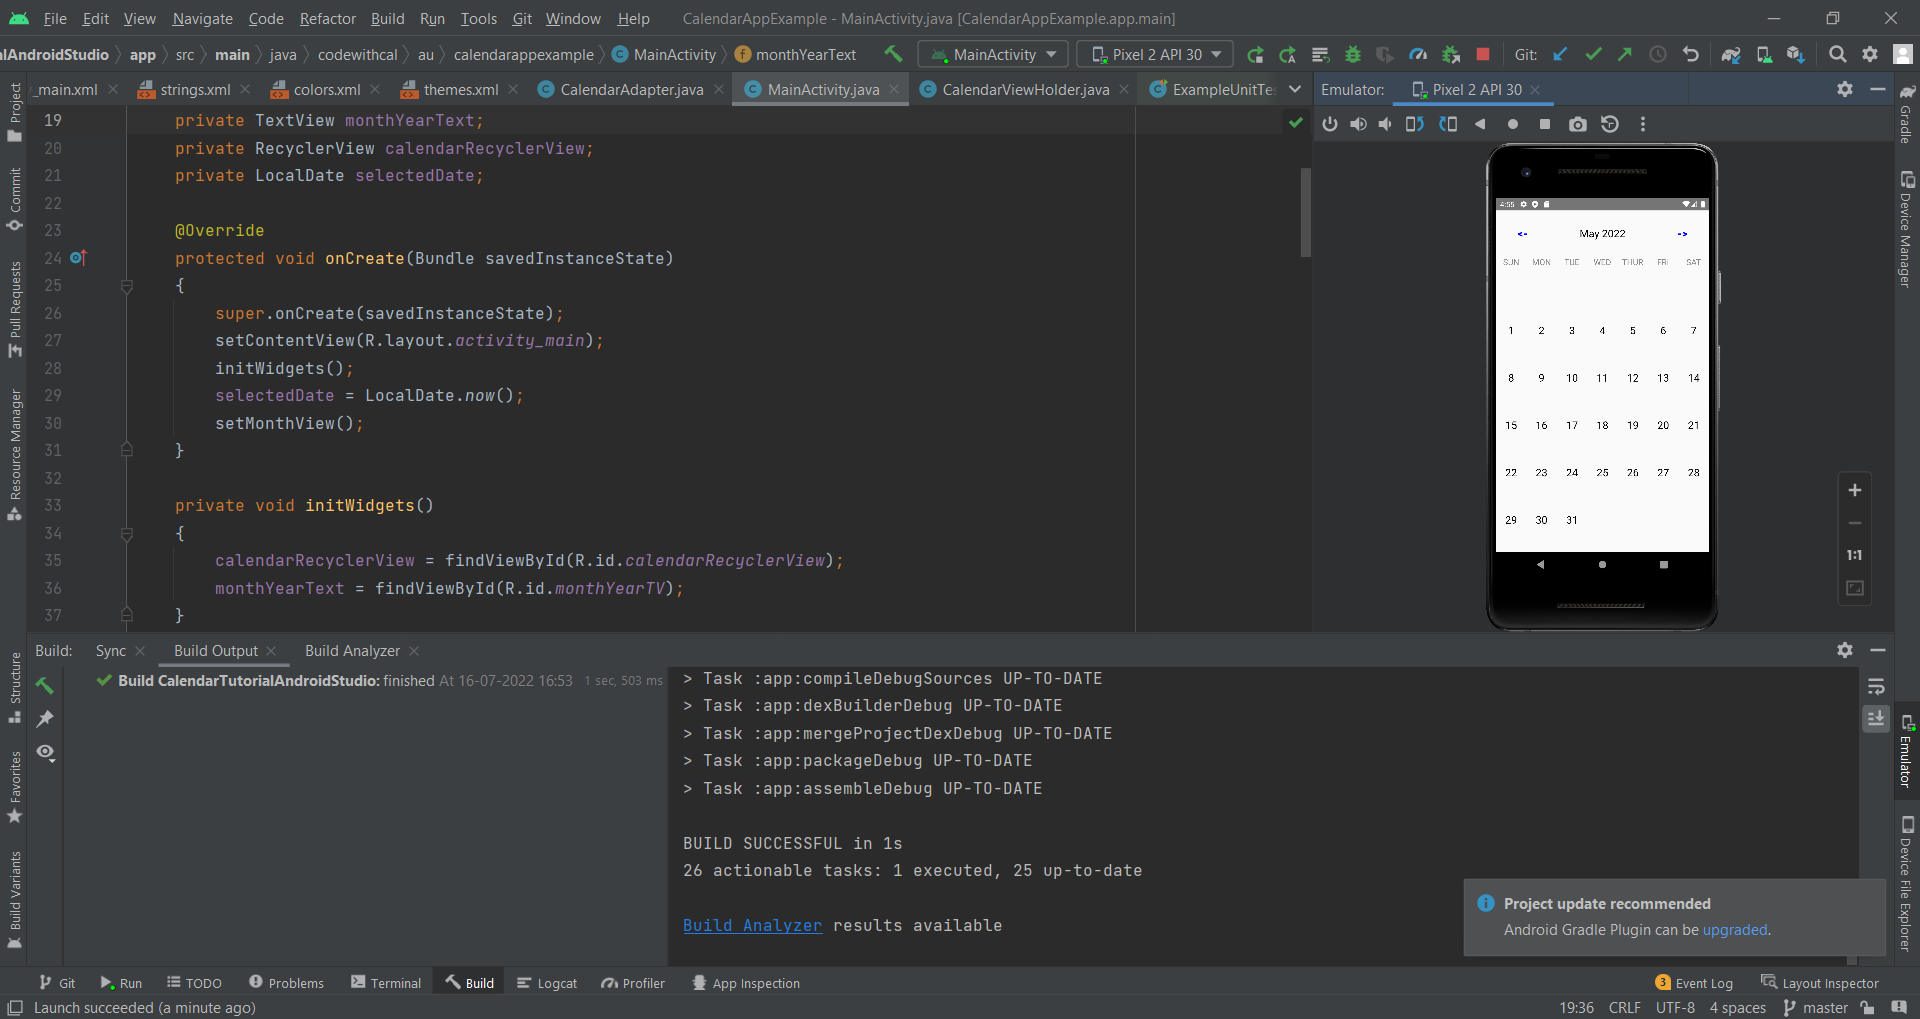 File Edit View Navigate Code Refactor Build Run Tools Git Window Help CalendarAppExample - MainActivity.java [CalendarAppExample.app.main]
lAndroidStudio app src main java codewithcal au calendarappexample MainActivity monthYearText MainActivity Pixel 2 API 30 Git:
_main.xml strings.xml colors.xml themes.xml CalendarAdapter.java MainActivity.java CalendarViewHolder.java ExampleUnitTes
Emulator: Pixel 2 API 30
Project
Commit
Pull Requests
Resource Manager
Structure
Favorites
Build Variants
19 private TextView monthYearText;
20 private RecyclerView calendarRecyclerView;
21 private LocalDate selectedDate;
22
23 @Override
24 protected void onCreate(Bundle savedInstanceState)
25 {
26 super.onCreate(savedInstanceState);
27 setContentView(R.layout.activity_main);
28 initWidgets();
29 selectedDate = LocalDate.now();
30 setMonthView();
31 }
32
33 private void initWidgets()
34 {
35 calendarRecyclerView = findViewById(R.id.calendarRecyclerView);
36 monthYearText = findViewById(R.id.monthYearTV);
37 }
4:55
<- May 2022 ->
SUN MON TUE WED THUR FRI SAT
1 2 3 4 5 6 7
8 9 10 11 12 13 14
15 16 17 18 19 20 21
22 23 24 25 26 27 28
29 30 31
1:1
Gradle
Device Manager
Emulator
Device File Explorer
Build: Sync Build Output Build Analyzer
Build CalendarTutorialAndroidStudio: finished At 16-07-2022 16:53 1 sec, 503 ms
> Task :app:compileDebugSources UP-TO-DATE
> Task :app:dexBuilderDebug UP-TO-DATE
> Task :app:mergeProjectDexDebug UP-TO-DATE
> Task :app:packageDebug UP-TO-DATE
> Task :app:assembleDebug UP-TO-DATE
BUILD SUCCESSFUL in 1s
26 actionable tasks: 1 executed, 25 up-to-date
Build Analyzer results available
Project update recommended
Android Gradle Plugin can be upgraded.
Git Run TODO Problems Terminal Build Logcat Profiler App Inspection 3 Event Log Layout Inspector
Launch succeeded (a minute ago) 19:36 CRLF UTF-8 4 spaces master